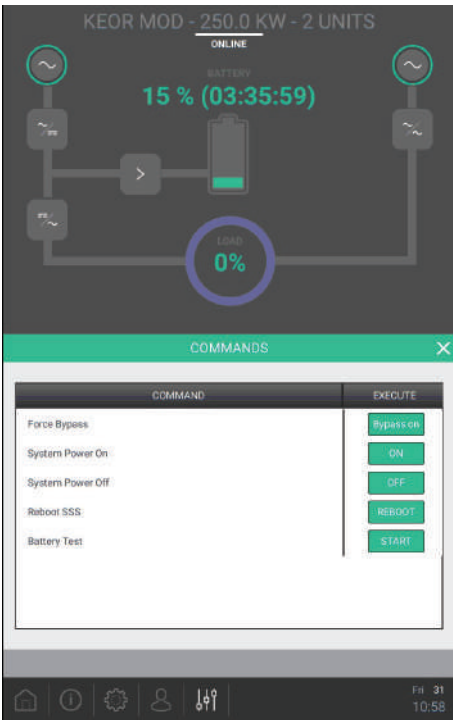 KEOR MOD - 250.0 KW - 2 UNITS
ONLINE
BATTERY
15 % (03:35:59)
LOAD
0%
COMMANDS
COMMAND EXECUTE
Force Bypass Bypass on
System Power On ON
System Power Off OFF
Reboot SSS REBOOT
Battery Test START
Fri 31
10:58